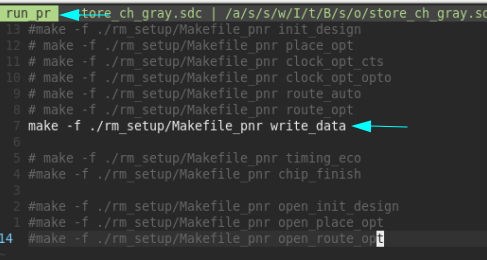 run_pr store_ch_gray.sdc | /a/s/s/w/I/t/B/s/o/store_ch_gray.sd
13 #make -f ./rm_setup/Makefile_pnr init_design
12 # make -f ./rm_setup/Makefile_pnr place_opt
11 # make -f ./rm_setup/Makefile_pnr clock_opt_cts
10 # make -f ./rm_setup/Makefile_pnr clock_opt_opto
9 # make -f ./rm_setup/Makefile_pnr route_auto
8 # make -f ./rm_setup/Makefile_pnr route_opt
7 make -f ./rm_setup/Makefile_pnr write_data
6
5 # make -f ./rm_setup/Makefile_pnr timing_eco
4 #make -f ./rm_setup/Makefile_pnr chip_finish
3
2 #make -f ./rm_setup/Makefile_pnr open_init_design
1 #make -f ./rm_setup/Makefile_pnr open_place_opt
14 #make -f ./rm_setup/Makefile_pnr open_route_opt